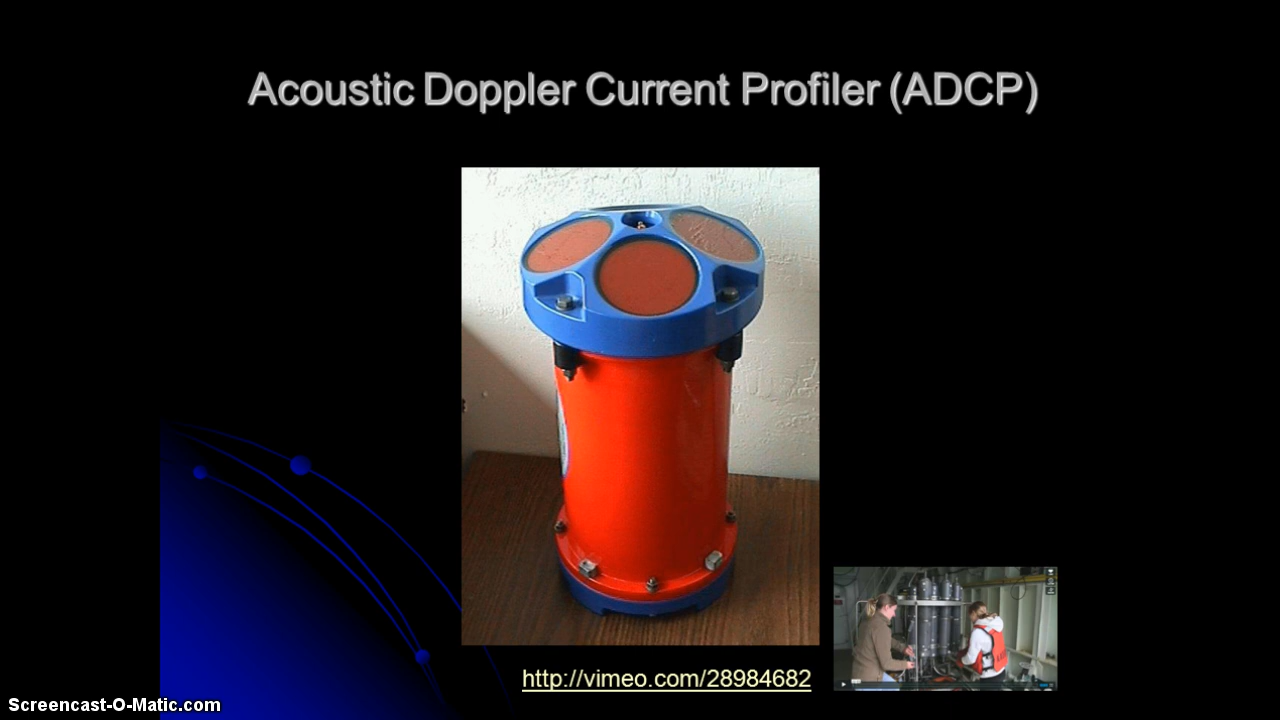 Acoustic Doppler Current Profiler (ADCP)
http://vimeo.com/28984682
Screencast-O-Matic.com